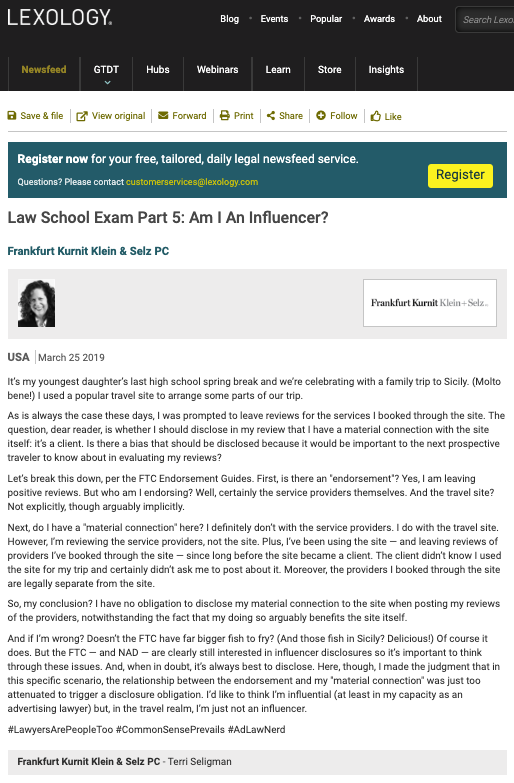 LEXOLOGY.
Blog • Events • Popular • Awards • About
Search Lexo
Newsfeed GTDT Hubs Webinars Learn Store Insights
Save & file View original Forward Print Share Follow Like
Register now for your free, tailored, daily legal newsfeed service.
Questions? Please contact customerservices@lexology.com
Register
Law School Exam Part 5: Am I An Influencer?
Frankfurt Kurnit Klein & Selz PC
Frankfurt Kurnit Klein+Selz PC
USA March 25 2019
It's my youngest daughter's last high school spring break and we're celebrating with a family trip to Sicily. (Molto
bene!) I used a popular travel site to arrange some parts of our trip.
As is always the case these days, I was prompted to leave reviews for the services I booked through the site. The
question, dear reader, is whether I should disclose in my review that I have a material connection with the site
itself: it's a client. Is there a bias that should be disclosed because it would be important to the next prospective
traveler to know about in evaluating my reviews?
Let's break this down, per the FTC Endorsement Guides. First, is there an "endorsement"? Yes, I am leaving
positive reviews. But who am I endorsing? Well, certainly the service providers themselves. And the travel site?
Not explicitly, though arguably implicitly.
Next, do I have a "material connection" here? I definitely don't with the service providers. I do with the travel site.
However, I'm reviewing the service providers, not the site. Plus, I've been using the site — and leaving reviews of
providers I've booked through the site — since long before the site became a client. The client didn't know I used
the site for my trip and certainly didn't ask me to post about it. Moreover, the providers I booked through the site
are legally separate from the site.
So, my conclusion? I have no obligation to disclose my material connection to the site when posting my reviews
of the providers, notwithstanding the fact that my doing so arguably benefits the site itself.
And if I'm wrong? Doesn't the FTC have far bigger fish to fry? (And those fish in Sicily? Delicious!) Of course it
does. But the FTC — and NAD — are clearly still interested in influencer disclosures so it's important to think
through these issues. And, when in doubt, it's always best to disclose. Here, though, I made the judgment that in
this specific scenario, the relationship between the endorsement and my "material connection" was just too
attenuated to trigger a disclosure obligation. I'd like to think I'm influential (at least in my capacity as an
advertising lawyer) but, in the travel realm, I'm just not an influencer.
#LawyersArePeopleToo #CommonSensePrevails #AdLawNerd
Frankfurt Kurnit Klein & Selz PC - Terri Seligman